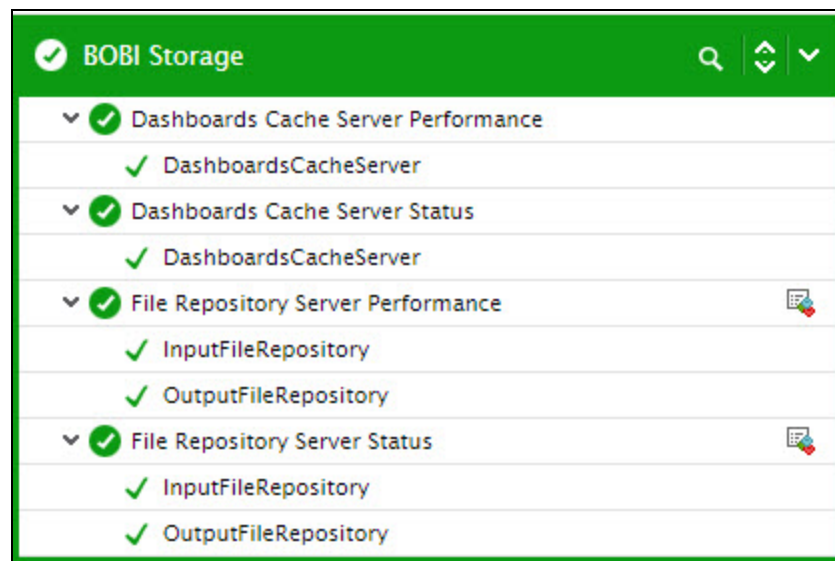 BOBI Storage
Dashboards Cache Server Performance
DashboardsCacheServer
Dashboards Cache Server Status
DashboardsCacheServer
File Repository Server Performance
InputFileRepository
OutputFileRepository
File Repository Server Status
InputFileRepository
OutputFileRepository